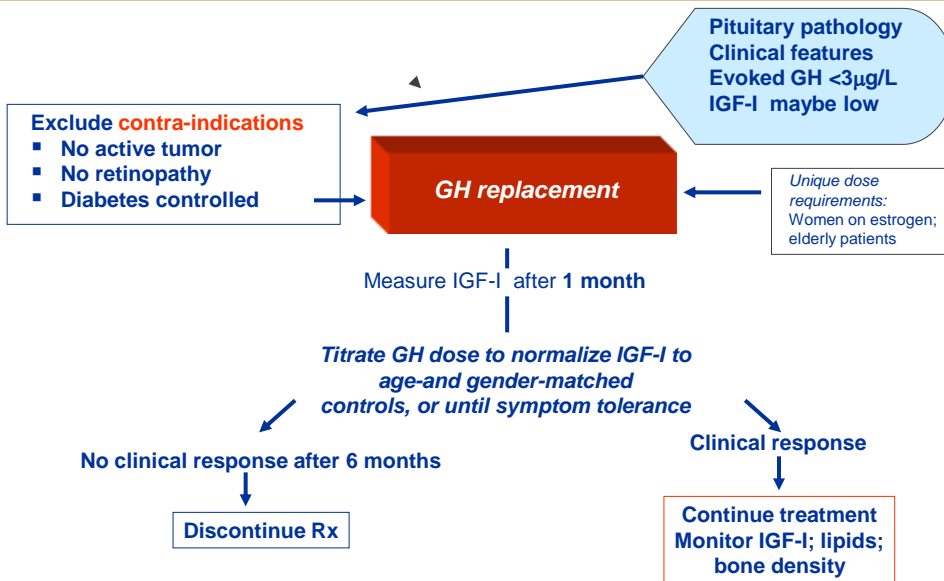 Pituitary pathology
Clinical features
Evoked GH <3μg/L
IGF-I maybe low
Exclude contra-indications
▪ No active tumor
▪ No retinopathy
▪ Diabetes controlled
GH replacement
Unique dose
requirements:
Women on estrogen;
elderly patients
Measure IGF-I after 1 month
Titrate GH dose to normalize IGF-I to
age-and gender-matched
controls, or until symptom tolerance
No clinical response after 6 months
Clinical response
Discontinue Rx
Continue treatment
Monitor IGF-I; lipids;
bone density